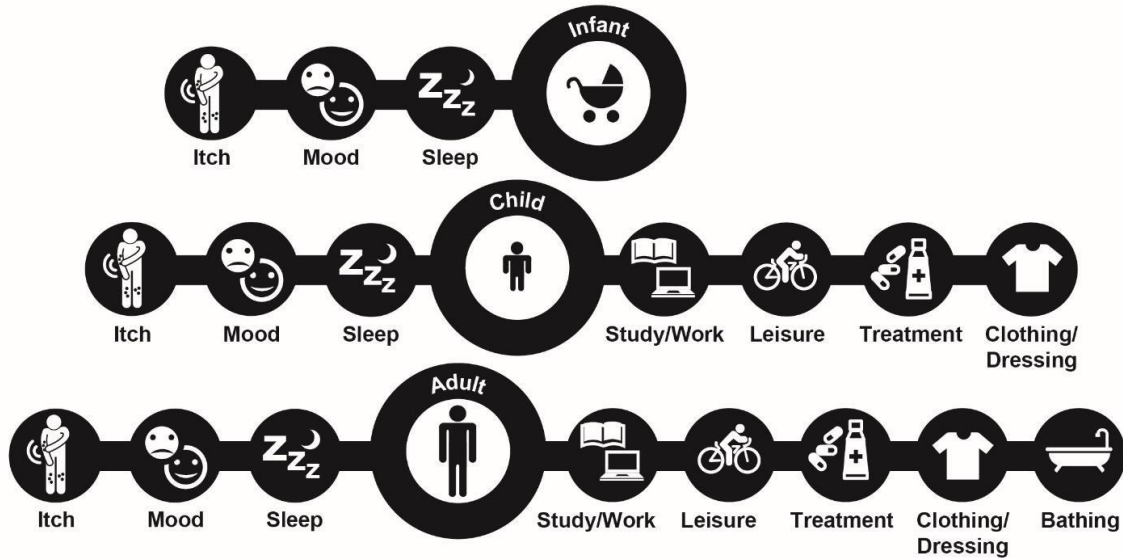 Infant
Itch Mood Sleep
Child
Itch Mood Sleep Study/Work Leisure Treatment Clothing/
Dressing
Adult
Itch Mood Sleep Study/Work Leisure Treatment Clothing/ Bathing
Dressing